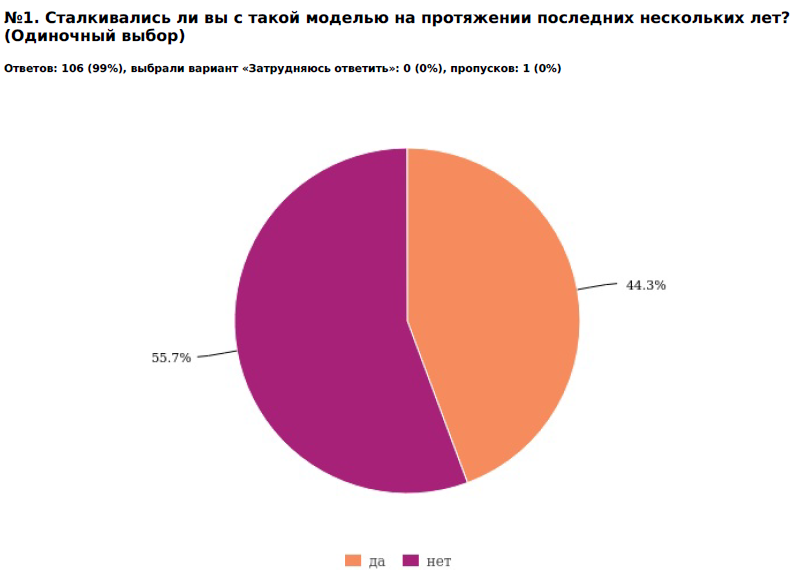 №1. Сталкивались ли вы с такой моделью на протяжении последних нескольких лет?
(Одиночный выбор)
Ответов: 106 (99%), выбрали вариант «Затрудняюсь ответить»: 0 (0%), пропусков: 1 (0%)
44.3%
55.7%
да нет